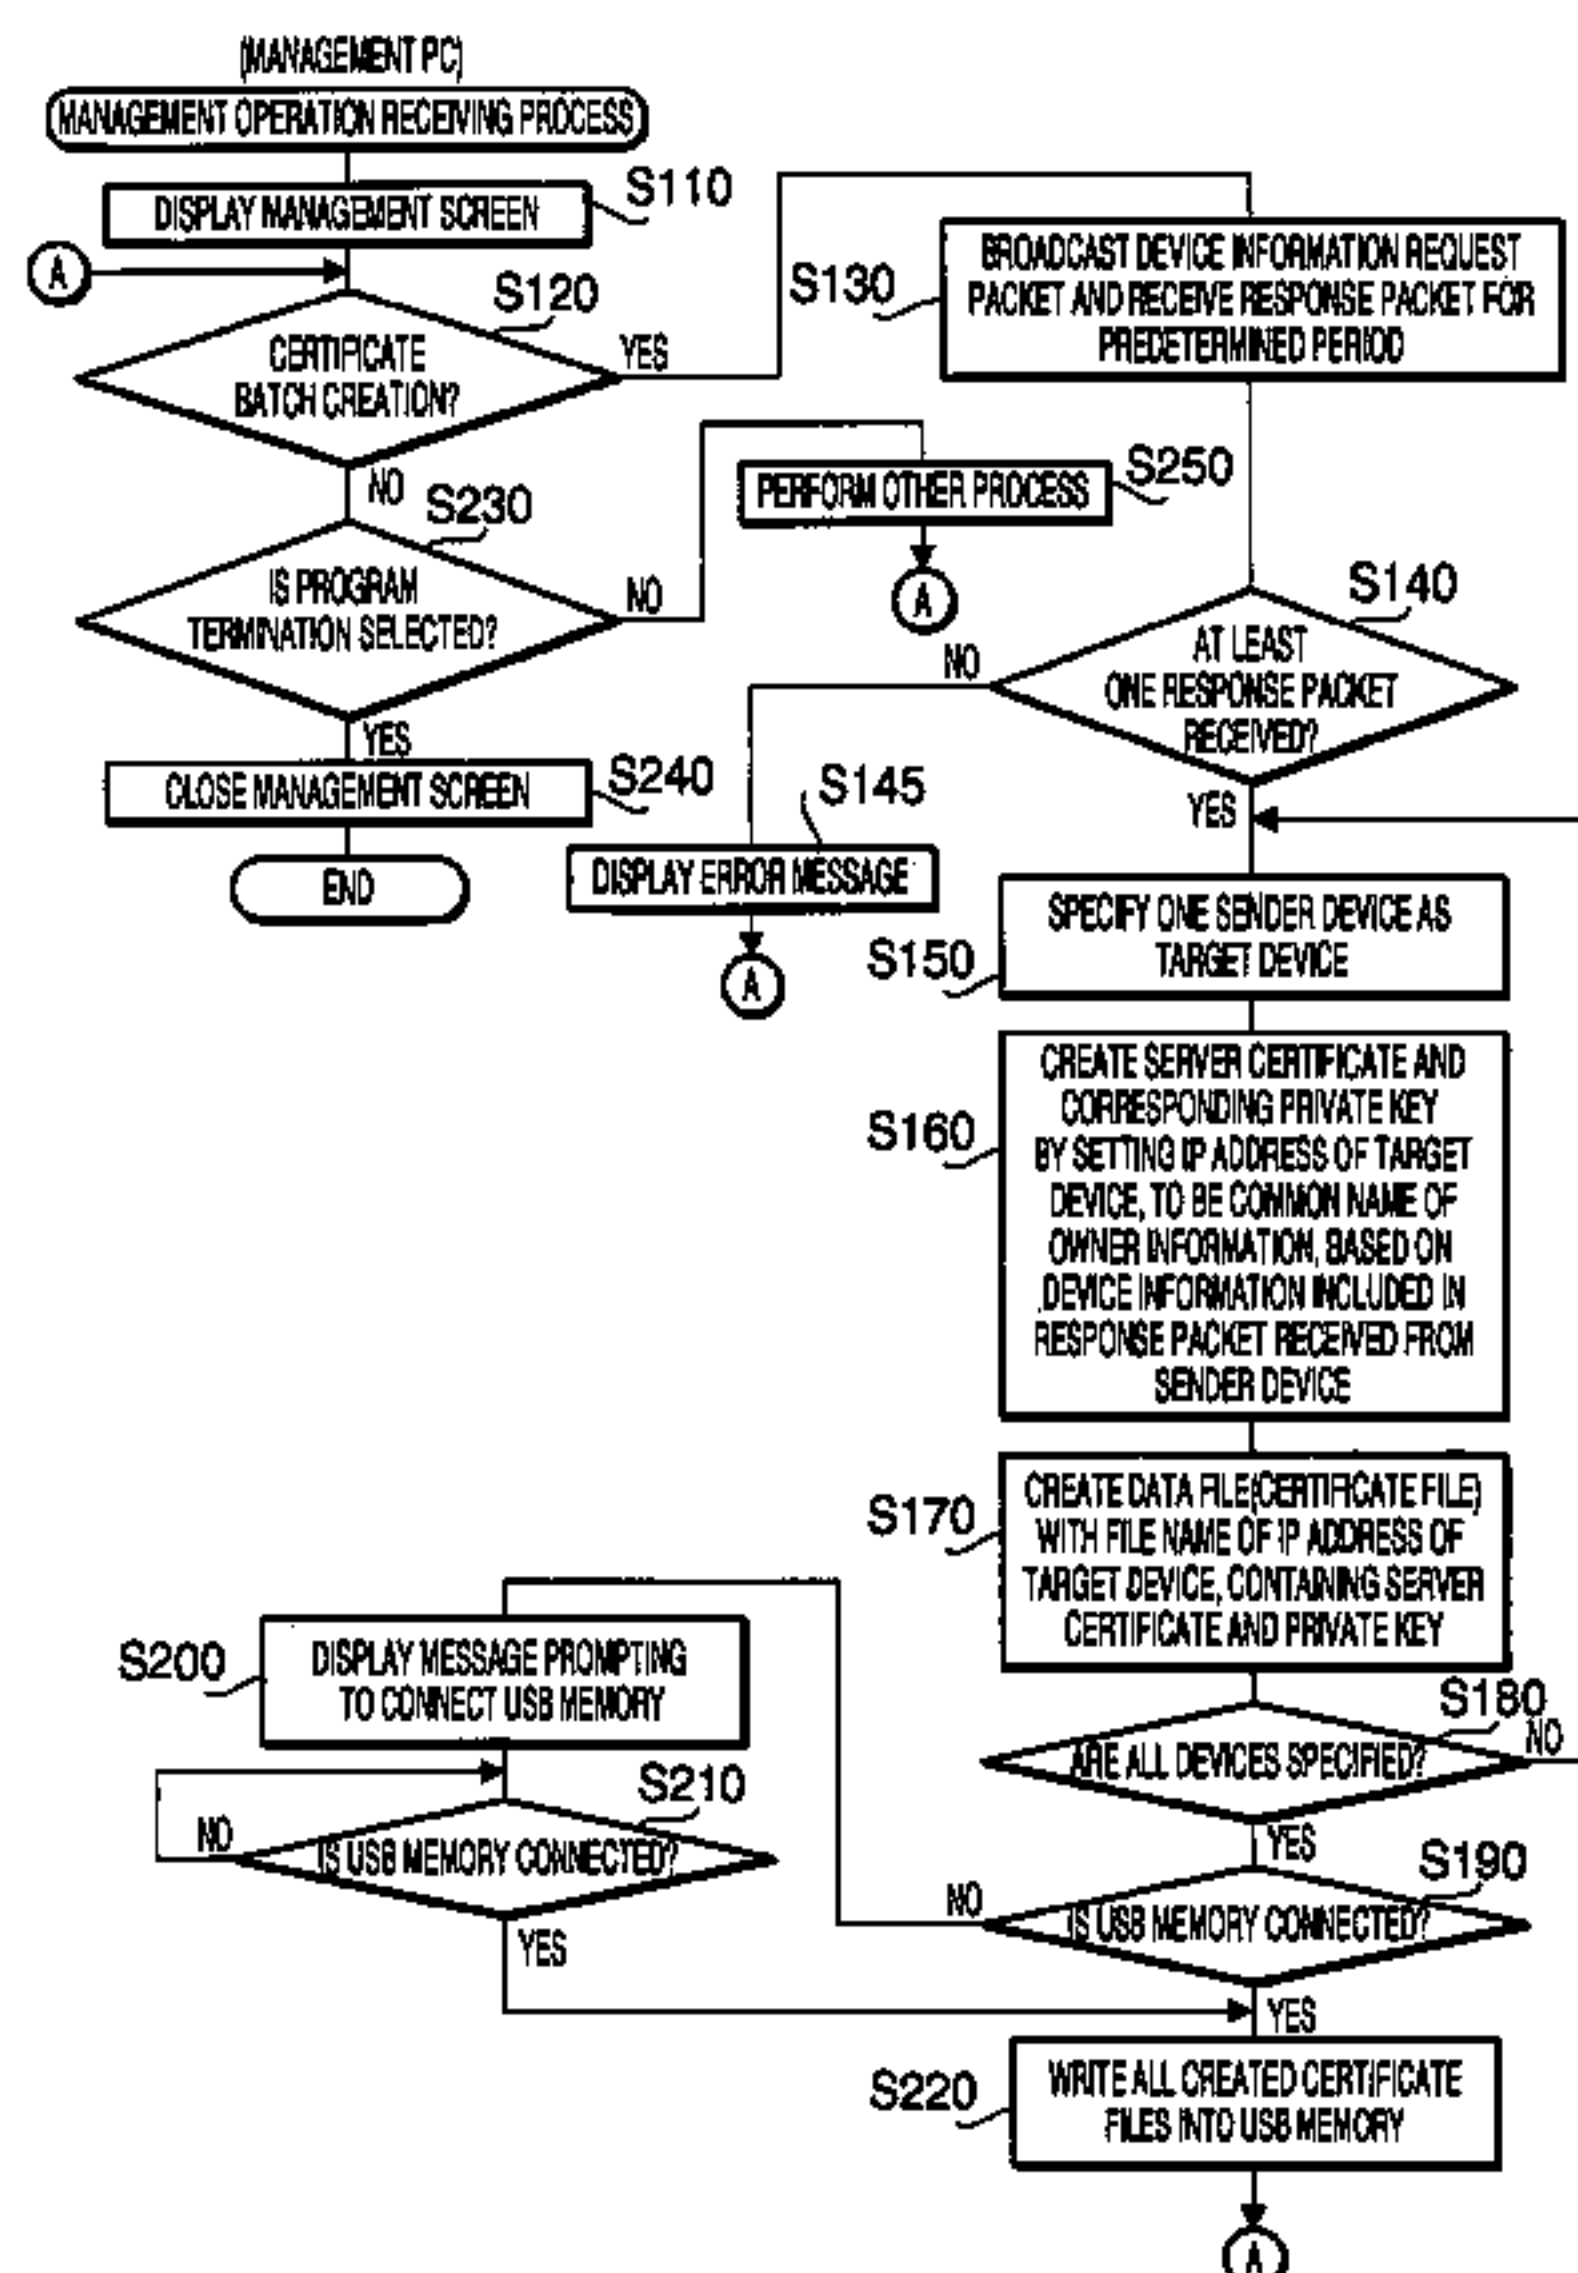 (MANAGEMENT PC)
MANAGEMENT OPERATION RECEIVING PROCESS
DISPLAY MANAGEMENT SCREEN
S110
A
S120
CERTIFICATE
BATCH CREATION?
YES
NO
S130
BROADCAST DEVICE INFORMATION REQUEST
PACKET AND RECEIVE RESPONSE PACKET FOR
PREDETERMINED PERIOD
S230
IS PROGRAM
TERMINATION SELECTED?
NO
YES
PERFORM OTHER PROCESS
S250
A
CLOSE MANAGEMENT SCREEN
S240
END
S140
AT LEAST
ONE RESPONSE PACKET
RECEIVED?
NO
YES
S145
DISPLAY ERROR MESSAGE
A
S150
SPECIFY ONE SENDER DEVICE AS
TARGET DEVICE
S160
CREATE SERVER CERTIFICATE AND
CORRESPONDING PRIVATE KEY
BY SETTING IP ADDRESS OF TARGET
DEVICE, TO BE COMMON NAME OF
OWNER INFORMATION, BASED ON
DEVICE INFORMATION INCLUDED IN
RESPONSE PACKET RECEIVED FROM
SENDER DEVICE
S170
CREATE DATA FILE(CERTIFICATE FILE)
WITH FILE NAME OF IP ADDRESS OF
TARGET DEVICE, CONTAINING SERVER
CERTIFICATE AND PRIVATE KEY
S180
ARE ALL DEVICES SPECIFIED?
NO
YES
S190
IS USB MEMORY CONNECTED?
NO
YES
S200
DISPLAY MESSAGE PROMPTING
TO CONNECT USB MEMORY
S210
IS USB MEMORY CONNECTED?
NO
YES
S220
WRITE ALL CREATED CERTIFICATE
FILES INTO USB MEMORY
A